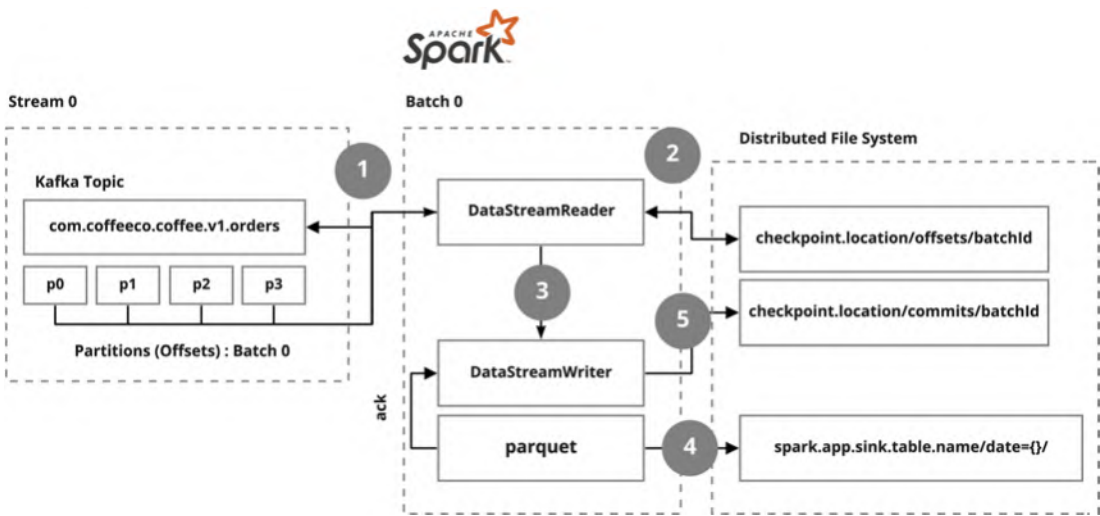 APACHE
Spark
Stream 0
Batch 0
Distributed File System
1
2
Kafka Topic
com.coffeeco.coffee.v1.orders
DataStreamReader
checkpoint.location/offsets/batchId
p0 p1 p2 p3
3
checkpoint.location/commits/batchId
5
Partitions (Offsets) : Batch 0
DataStreamWriter
ack
parquet
4
spark.app.sink.table.name/date={}/